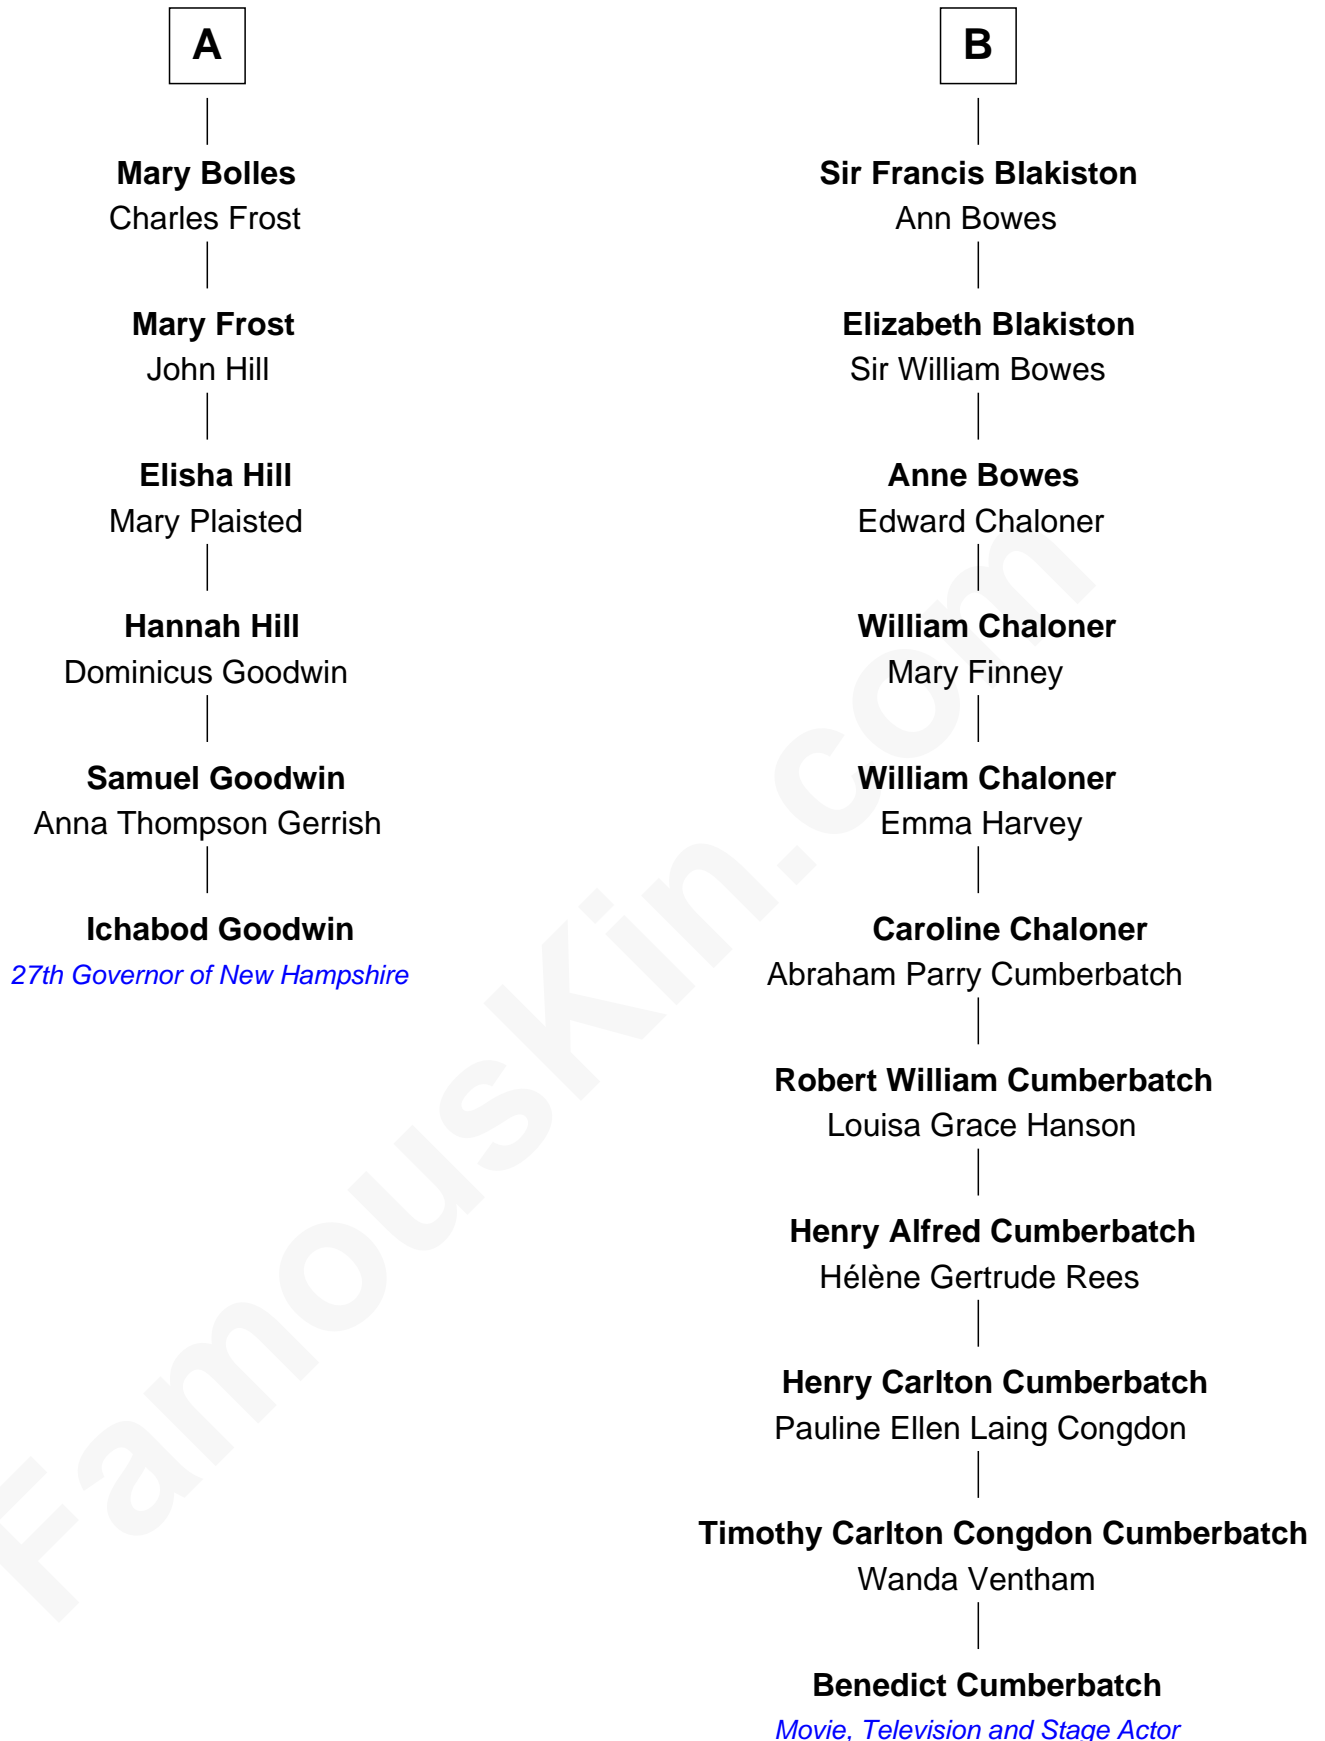 A
Mary Bolles
Charles Frost
Mary Frost
John Hill
Elisha Hill
Mary Plaisted
Hannah Hill
Dominicus Goodwin
Samuel Goodwin
Anna Thompson Gerrish
Ichabod Goodwin
27th Governor of New Hampshire
B
Sir Francis Blakiston
Ann Bowes
Elizabeth Blakiston
Sir William Bowes
Anne Bowes
Edward Chaloner
William Chaloner
Mary Finney
William Chaloner
Emma Harvey
Caroline Chaloner
Abraham Parry Cumberbatch
Robert William Cumberbatch
Louisa Grace Hanson
Henry Alfred Cumberbatch
Hélène Gertrude Rees
Henry Carlton Cumberbatch
Pauline Ellen Laing Congdon
Timothy Carlton Congdon Cumberbatch
Wanda Ventham
Benedict Cumberbatch
Movie, Television and Stage Actor
FamousKin.com